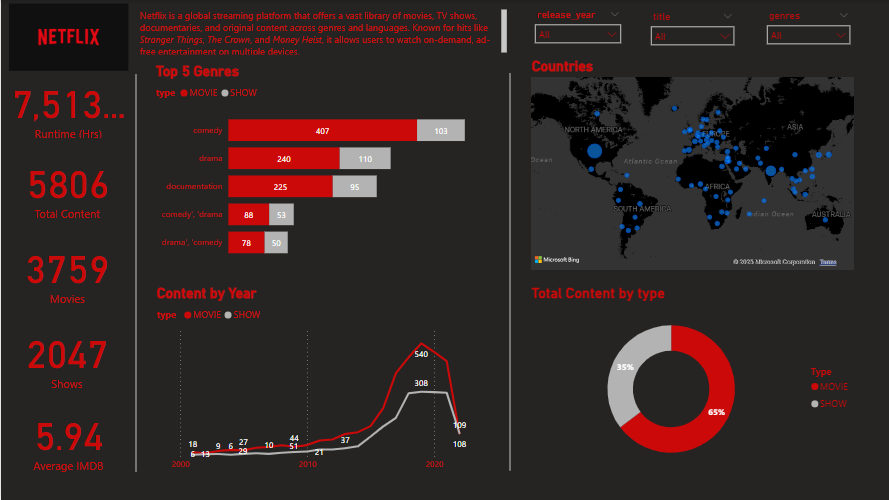 NETFLIX
Netflix is a global streaming platform that offers a vast library of movies, TV shows,
documentaries, and original content across genres and languages. Known for hits like
Stranger Things, The Crown, and Money Heist, it allows users to watch on-demand, ad-
free entertainment on multiple devices.
release_year
All
title
All
genres
All
7,513...
Runtime (Hrs)
5806
Total Content
3759
Movies
2047
Shows
5.94
Average IMDB
Top 5 Genres
type MOVIE SHOW
comedy 407 103
drama 240 110
documentation 225 95
comedy', 'drama 88 53
drama', 'comedy 78 50
Countries
NORTH AMERICA
EUROPE
ASIA
Ocean
Atlantic Ocean
AFRICA
SOUTH AMERICA
Indian Ocean
AUSTRALIA
Microsoft Bing
© 2025 Microsoft Corporation Terms
Content by Year
type MOVIE SHOW
540
308
109
108
18
6
13
9
6
27
29
10
44
51
21
37
2000 2010 2020
Total Content by type
35%
65%
Type
MOVIE
SHOW